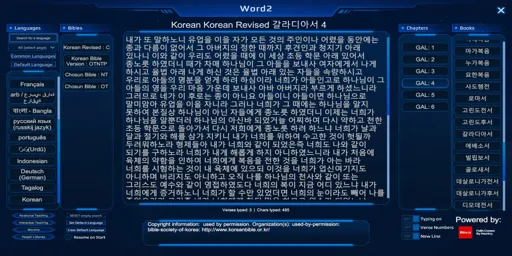 Word2
Languages
Bibles
Korean Korean Revised 갈라디아서 4
Chapters
Books
Search by a language
All (select page)
Common Languages
Default Language
Français
বাংলা - Bangla
русский язык
(russkij jazyk)
português
اردو(UrdG)
Indonesian
Deutsch
(German)
Tagalog
Korean
Korean Revised : C
Korean Bible
Version : OTNTP
Chosun Bible : NT
Chosun Bible : OT
내가 또 말하노니 유업을 이을 자가 모든 것의 주인이나 어렸을 동안에는
종과 다름이 없어서 그 아버지의 정한 때까지 후견인과 청지기 아래
있나니 이와 같이 우리도 어렸을 때에 이 세상 초등 학문 아래 있어서
종노릇 하였더니 때가 차매 하나님이 그 아들을 보내사 여자에게서 나게
하시고 율법 아래 나게 하신 것은 율법 아래 있는 자들을 속량하시고
우리로 아들의 명분을 얻게 하려 하심이라 너희가 아들인고로 하나님이 그
아들의 영을 우리 마음 가운데 보내사 아바 아버지라 부르게 하셨느니라
그러므로 네가 이 후로는 종이 아니요 아들이니 아들이면 하나님으로
말미암아 유업을 이을 자니라 그러나 너희가 그 때에는 하나님을 알지
못하여 본질상 하나님이 아닌 자들에게 종노릇 하였더니 이제는 너희가
하나님을 알뿐더러 하나님의 아신바 되었거늘 어찌하여 다시 약하고 천한
초등 학문으로 돌아가서 다시 저희에게 종노릇 하려 하느냐 너희가 날과
달과 절기와 해를 삼가 지키니 내가 너희를 위하여 수고한 것이 헛될까
두려워하노라 형제들아 내가 너희와 같이 되었은즉 너희도 나와 같이
되기를 구하노라 너희가 내게 해롭게 하지 아니하였느니라 내가 처음에
육체의 약함을 인하여 너희에게 복음을 전한 것을 너희가 아는 바라
너희를 시험하는 것이 내 육체에 있으되 이것을 너희가 업신여기지도
아니하며 버리지도 아니하고 오직 나를 하나님의 천사와 같이 또는
그리스도 예수와 같이 영접하였도다 너희의 복이 지금 어디 있느냐 내가
너희에게 증거하노니 너희가 할 수만 있었더면 너희의 눈이라도 빼어 나를
GAL: 1
GAL: 2
GAL: 3
GAL: 4
GAL: 5
GAL: 6
마가복음
누가복음
요한복음
사도행전
로마서
고린도전서
고린도후서
갈라디아서
에베소서
빌립보서
골로새서
데살로니가전서
데살로니가후서
디모데전서
Verses typed: 3 | Chars typed: 485
Copyright information: used by permission. Organization(s): used-by-permission:
bible-society-of-korea: http://www.koreanbible.or.kr/
Set Default Language
Resume on Start
Typing on
Verse Numbers
New Line
Powered by: